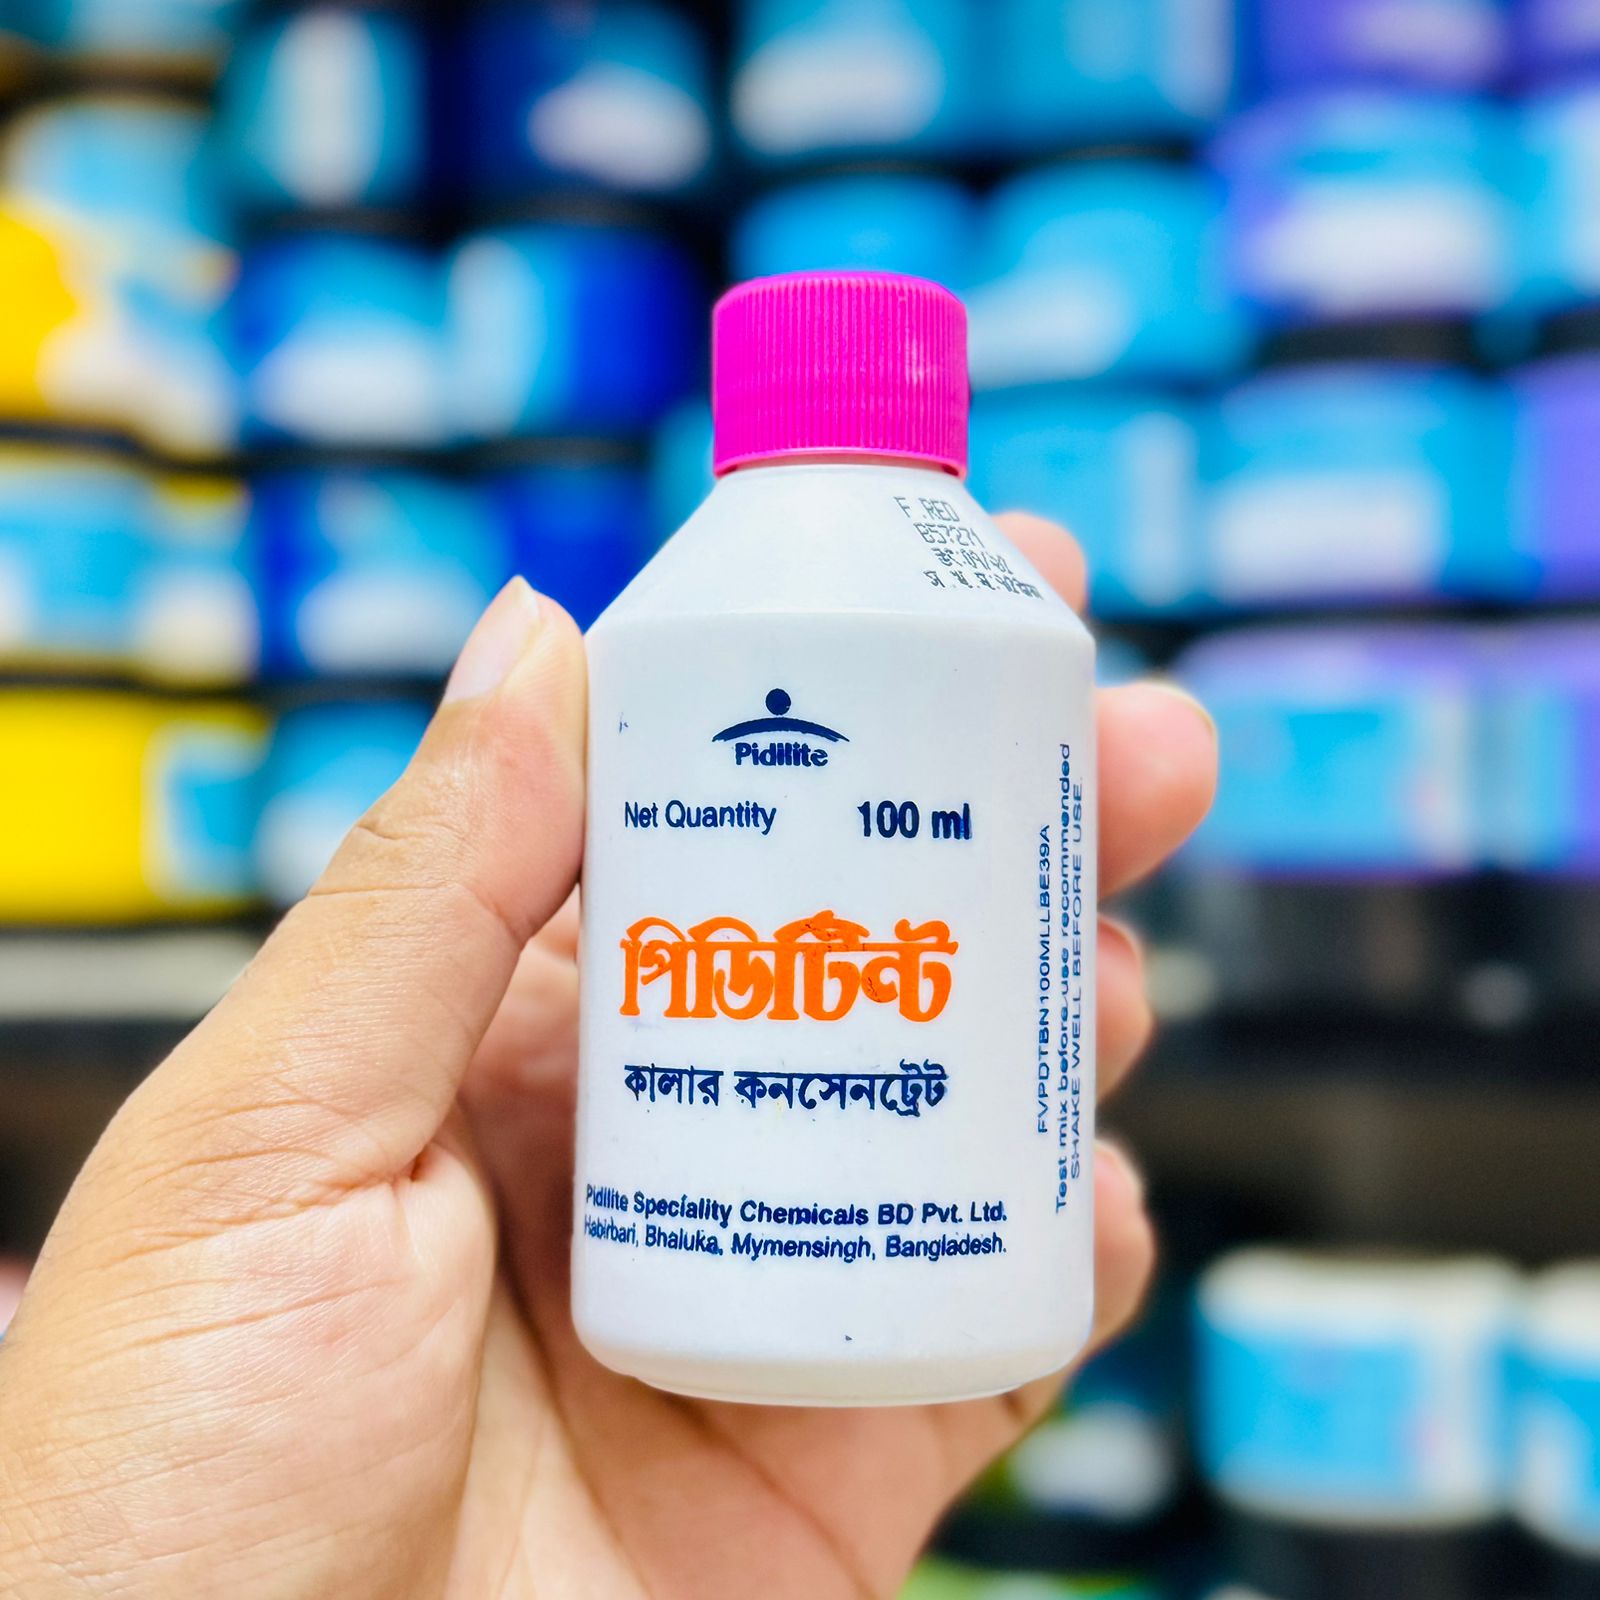 F.RED
B57271
Pidilite
Net Quantity 100 ml
পিডিটিন্ট
কালার কনসেনট্রেট
Pidilite Speciality Chemicals BD Pvt. Ltd.
Habirbari, Bhaluka, Mymensingh, Bangladesh.
FVPDTBN100MLLBE39A
Test mix before use recommended
SHAKE WELL BEFORE USE.